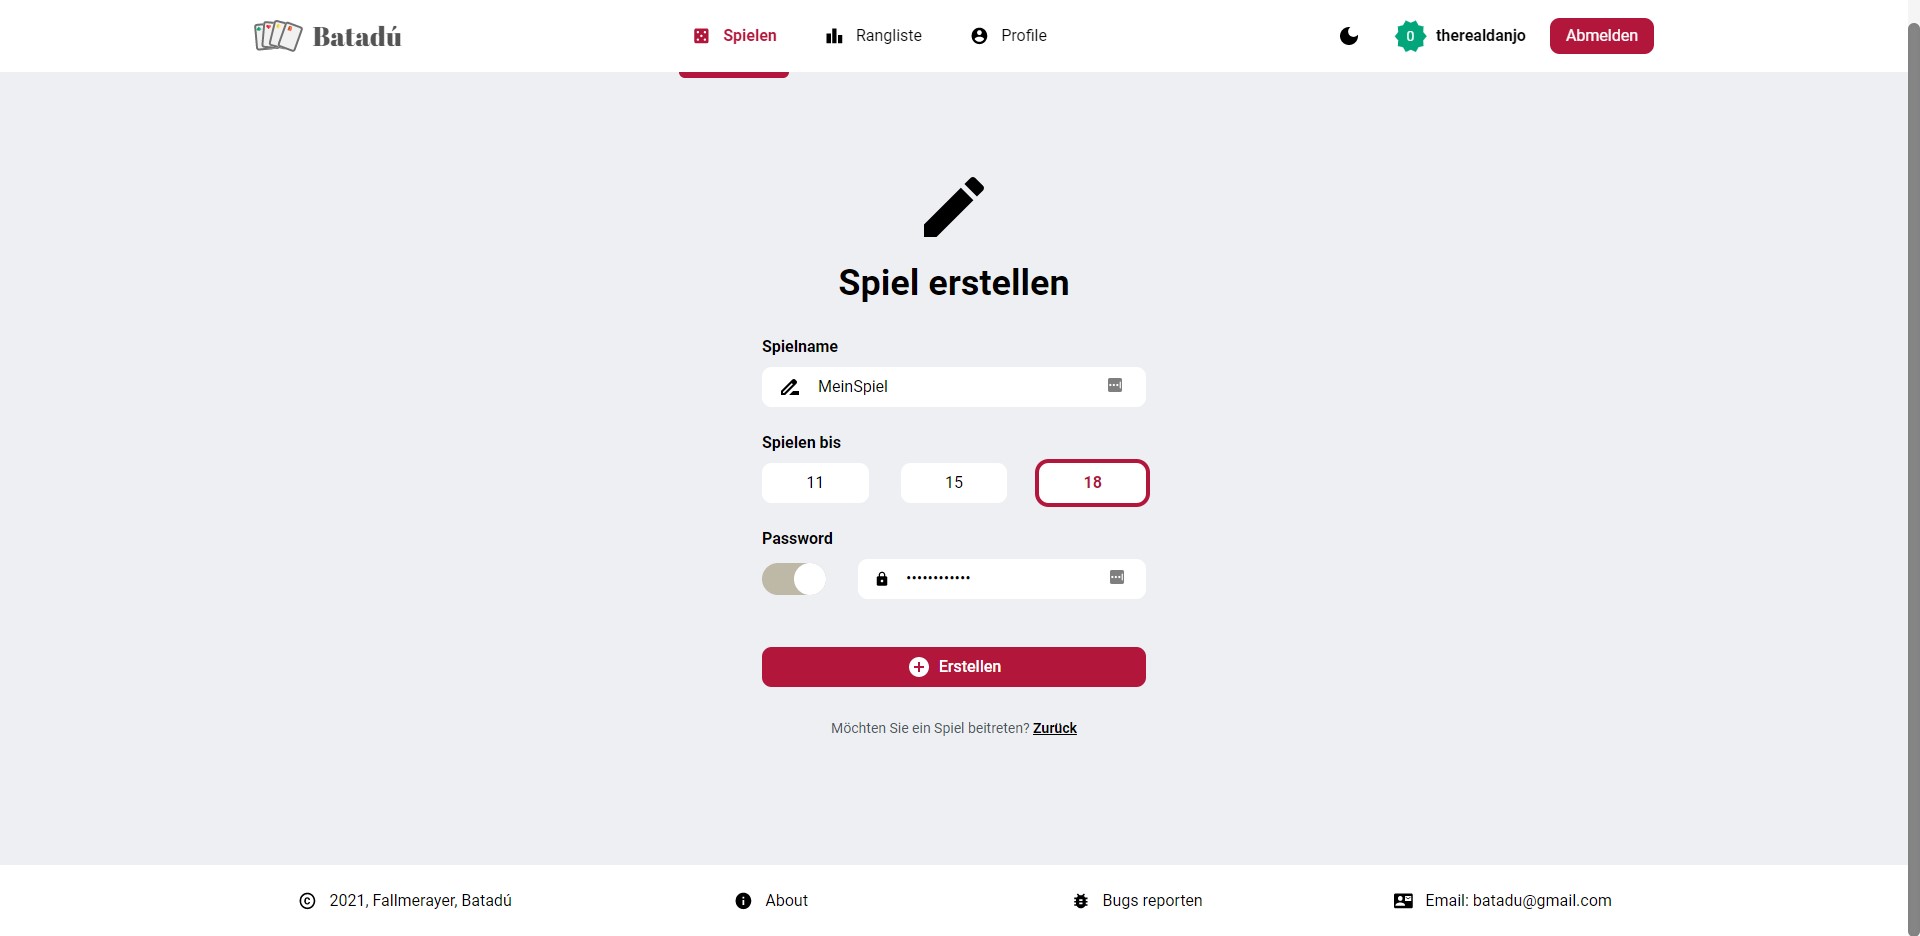 Batadú
Spielen
Rangliste
Profile
0
therealdanjo
Abmelden
Spiel erstellen
Spielname
MeinSpiel
Spielen bis
11
15
18
Password
••••••••••••
Erstellen
Möchten Sie ein Spiel beitreten? Zurück
2021, Fallmerayer, Batadú
About
Bugs reporten
Email: batadu@gmail.com